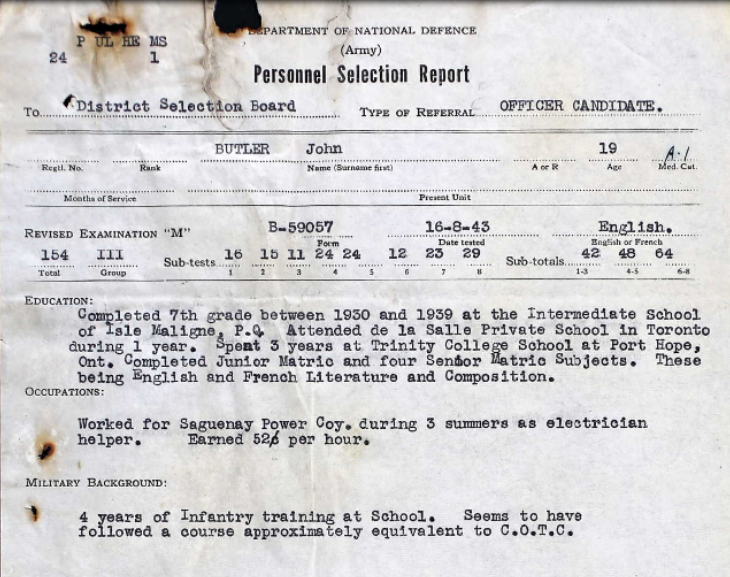 DEPARTMENT OF NATIONAL DEFENCE
P UL HE MS
(Army)
24 1
Personnel Selection Report
To District Selection Board TYPE OF REFERRAL OFFICER CANDIDATE.
BUTLER John 19 A-1
Regtl. No. Rank Name (Surname first) A or R Age Med. Cat.
Months of Service Present Unit
REVISED EXAMINATION "M" B-59057 16-8-43 English.
Form Date tested English or French
154 III Sub-tests 16 15 11 24 24 12 23 29 Sub-totals 42 48 64
Total Group 1 2 3 4 5 6 7 8 1-3 4-5 6-8
EDUCATION:
Completed 7th grade between 1930 and 1939 at the Intermediate School
of Isle Maligne, P.Q. Attended de la Salle Private School in Toronto
during 1 year. Spent 3 years at Trinity College School at Port Hope,
Ont. Completed Junior Matric and four Senior Matric Subjects. These
being English and French Literature and Composition.
OCCUPATIONS:
Worked for Saguenay Power Coy. during 3 summers as electrician
helper. Earned 52¢ per hour.
MILITARY BACKGROUND:
4 years of Infantry training at School. Seems to have
followed a course approximately equivalent to C.O.T.C.